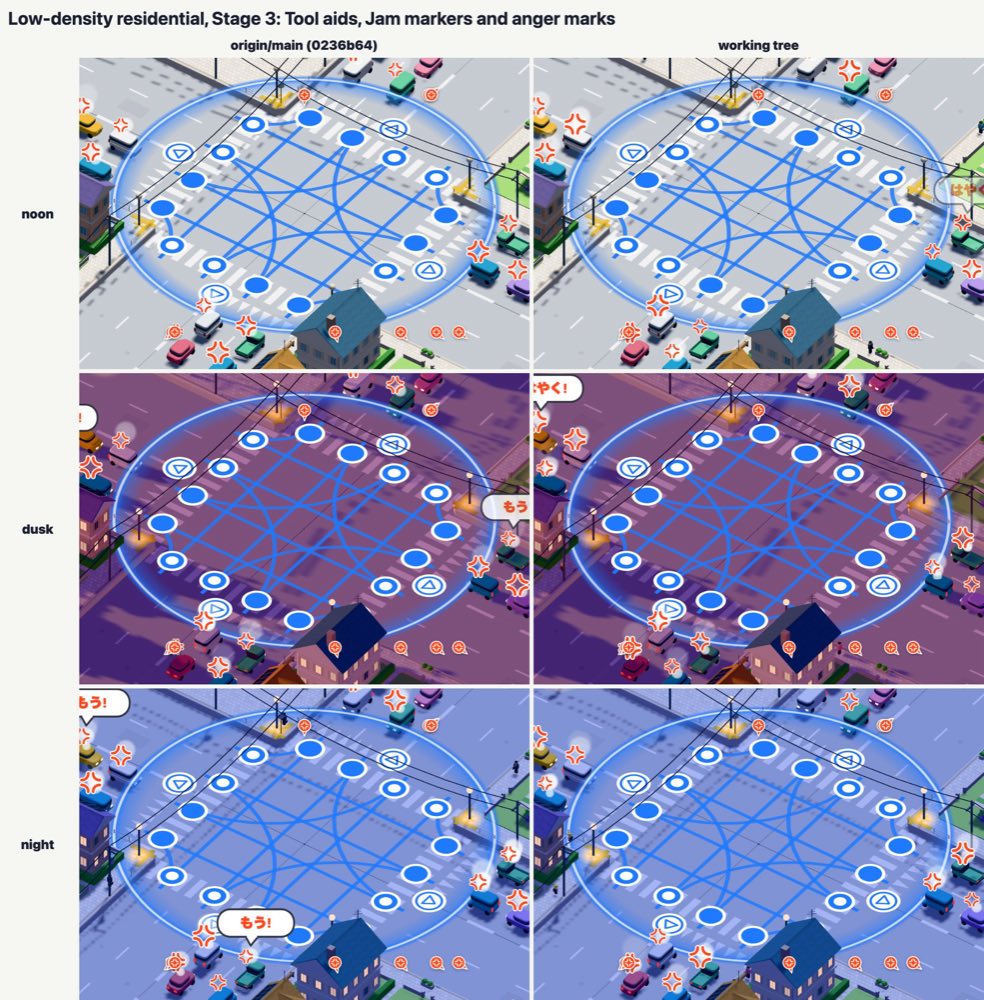 Low-density residential, Stage 3: Tool aids, Jam markers and anger marks
origin/main (0236b64)
working tree
noon
はやく
dusk
!
もう
はやく!
night
もう!
もう!